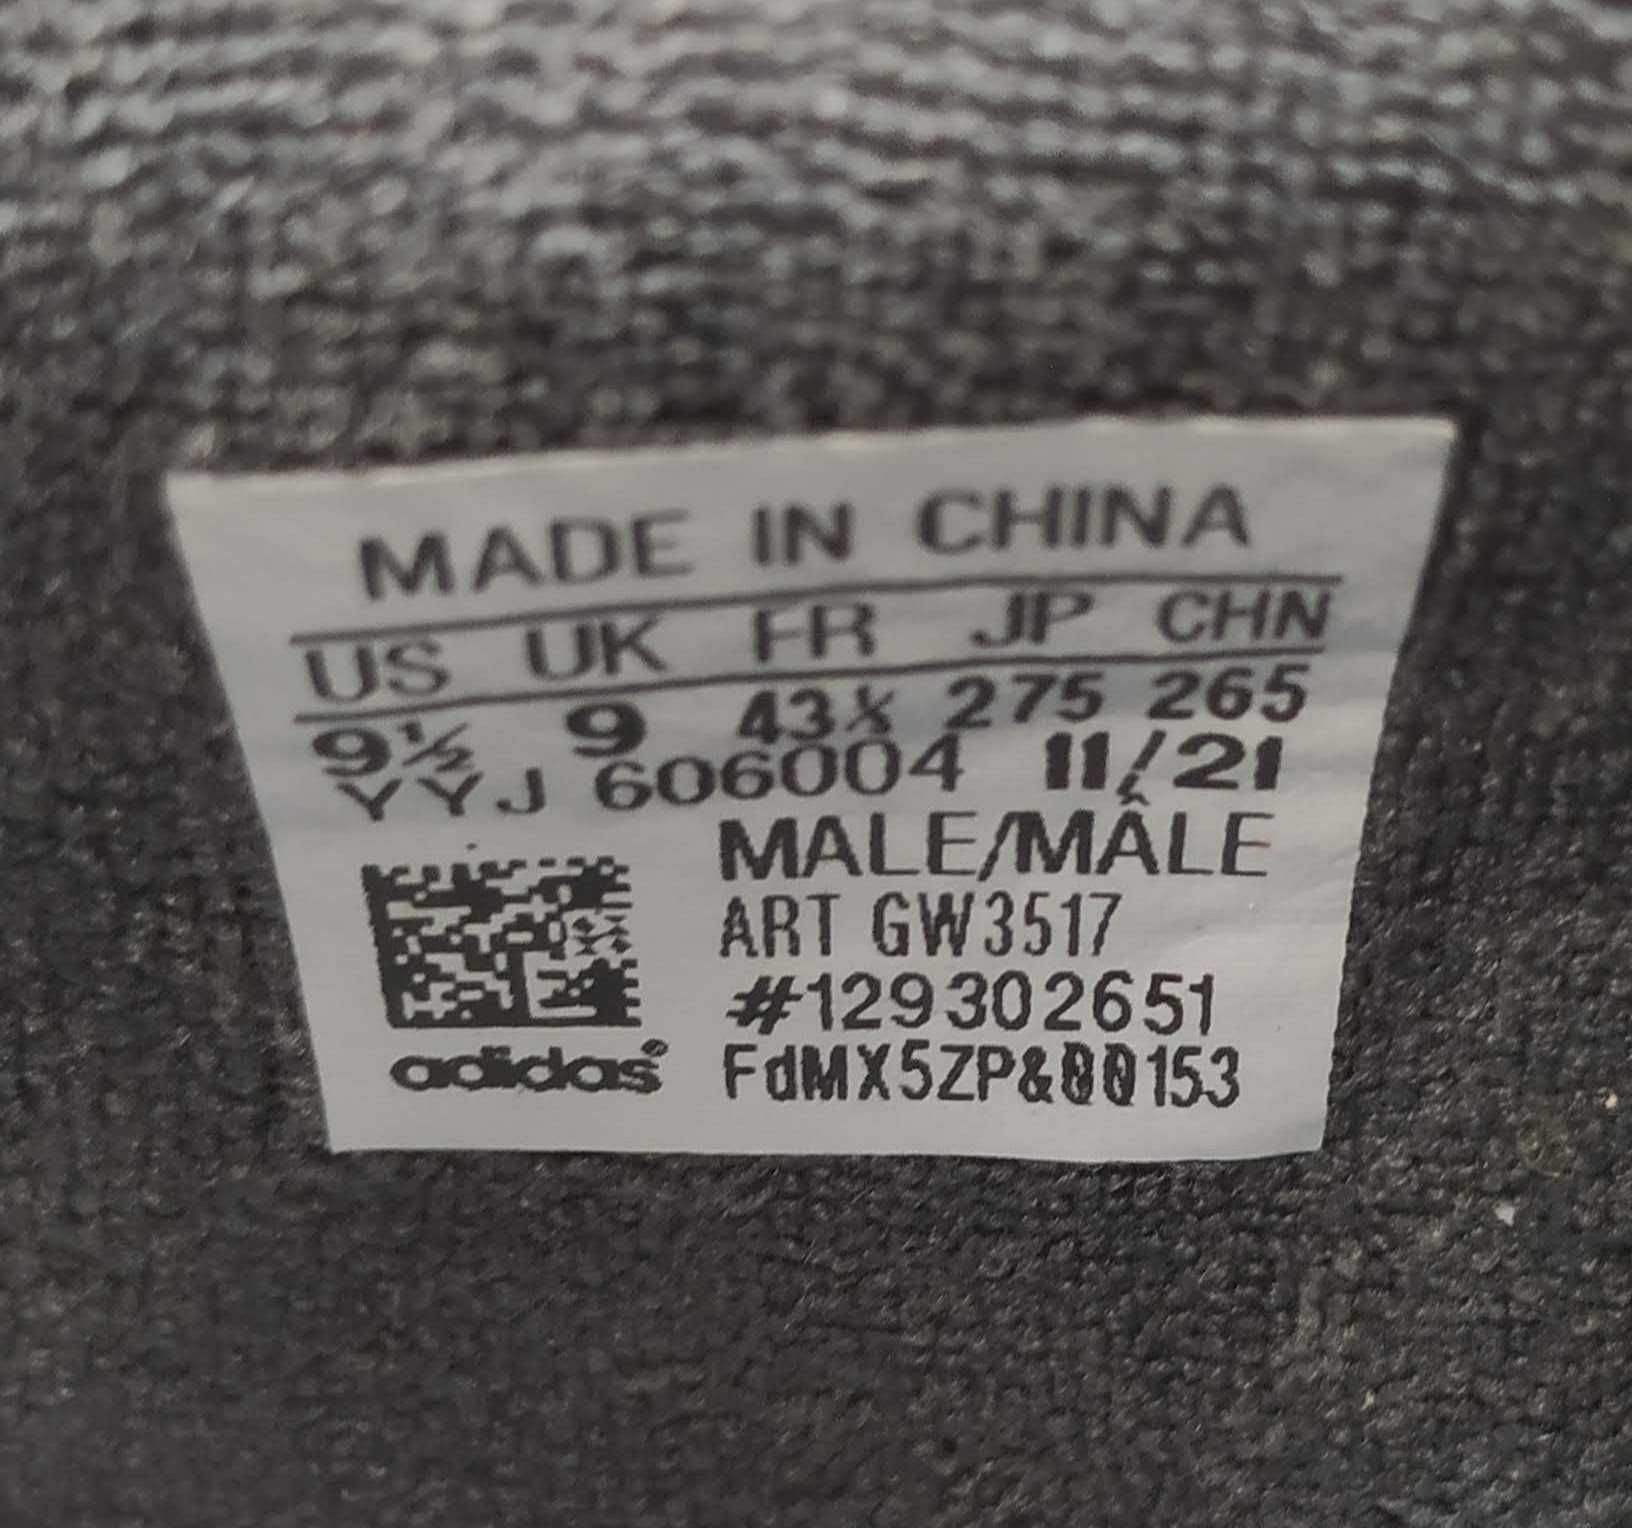 MADE IN CHINA
US UK FR JP CHN
9½ 9 43⅓ 275 265
YYJ 606004 11/21
MALE/MÂLE
ART GW3517
#129302651
adidas® FdMX5ZP&00153